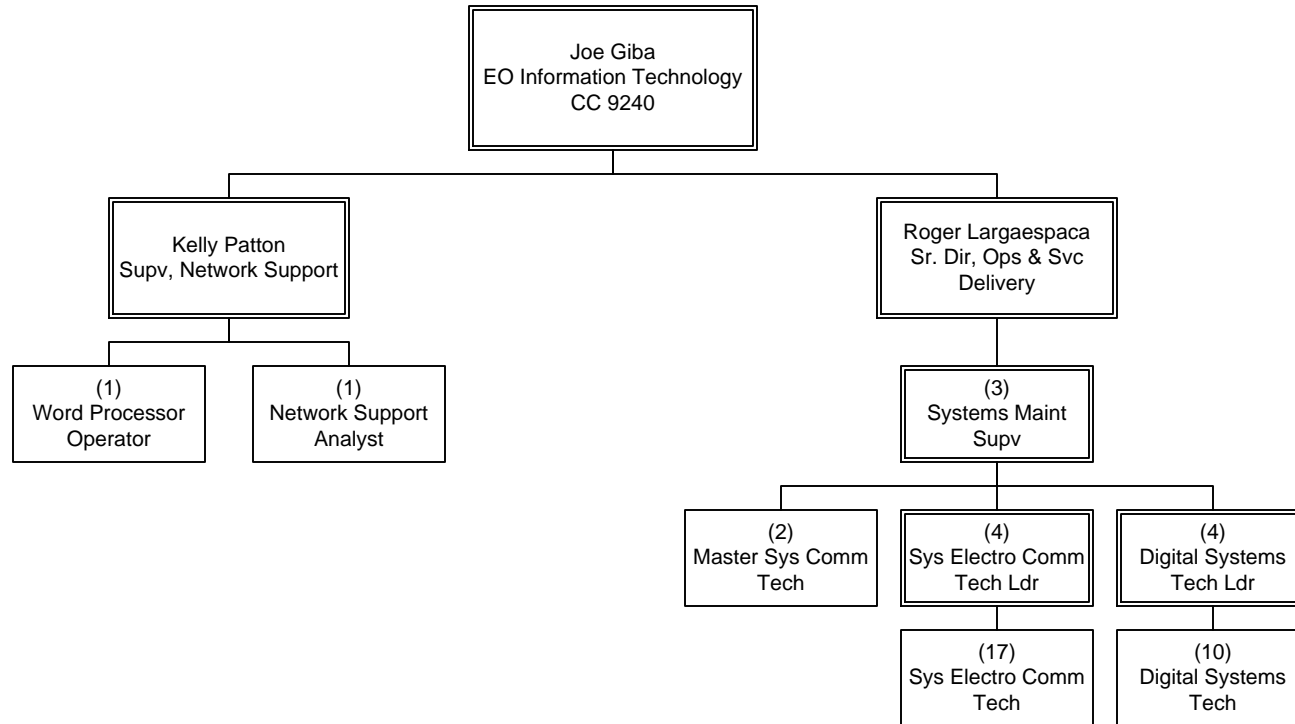 Joe Giba
EO Information Technology
CC 9240
Kelly Patton
Supv, Network Support
Roger Largaespaca
Sr. Dir, Ops & Svc
Delivery
(1)
Word Processor
Operator
(1)
Network Support
Analyst
(3)
Systems Maint
Supv
(2)
Master Sys Comm
Tech
(4)
Sys Electro Comm
Tech Ldr
(4)
Digital Systems
Tech Ldr
(17)
Sys Electro Comm
Tech
(10)
Digital Systems
Tech